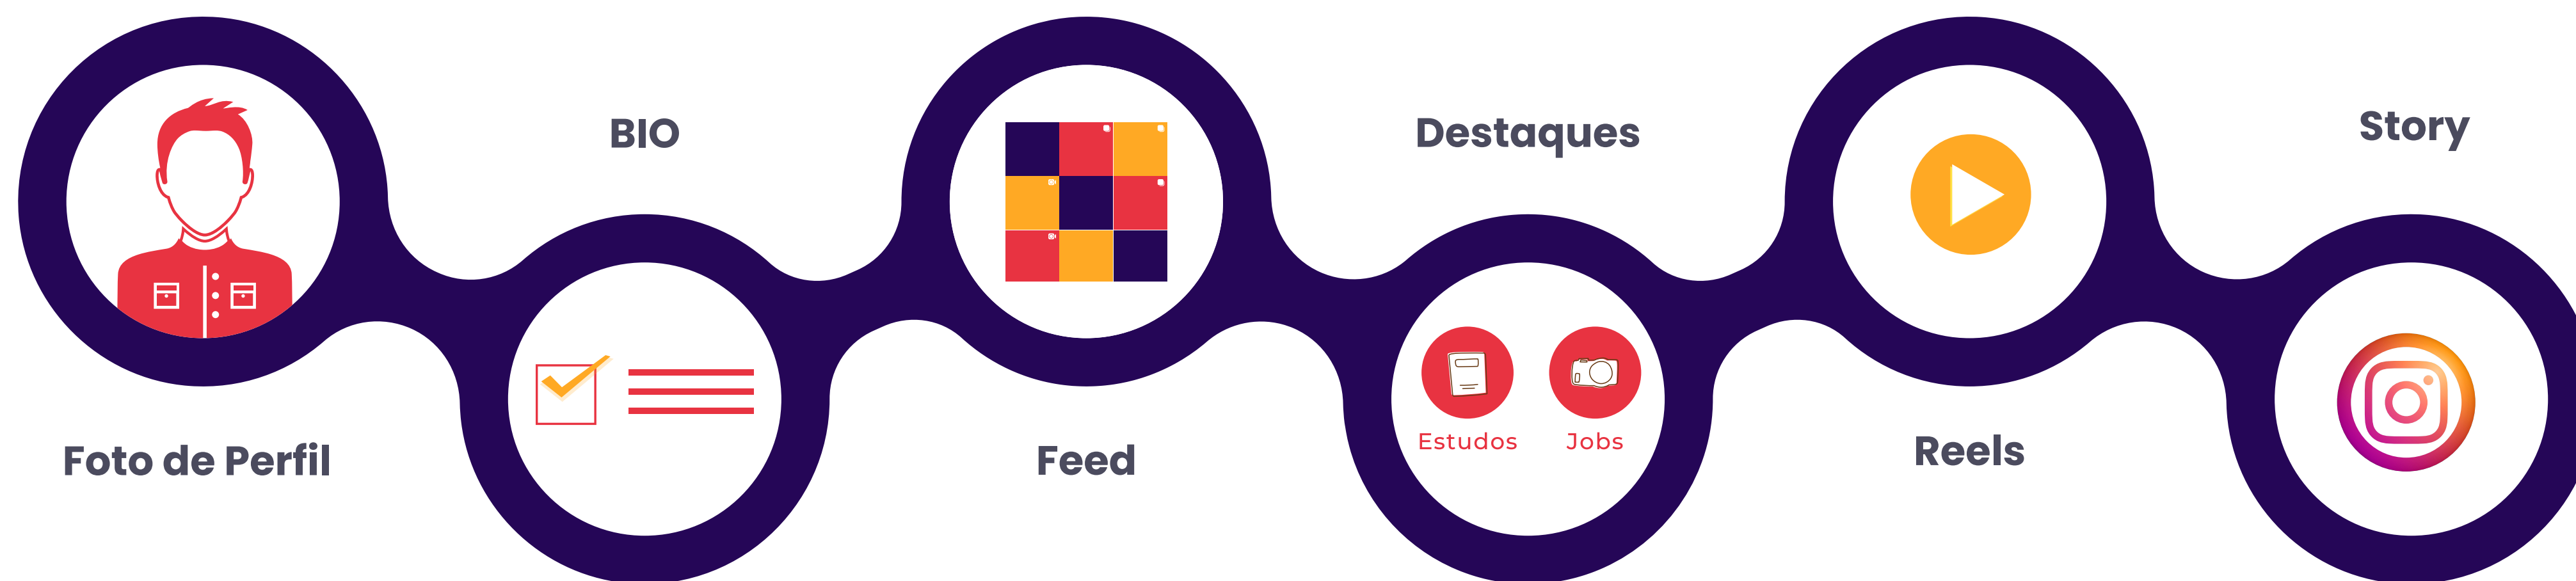 Foto de Perfil
BIO
Feed
Destaques
Estudos
Jobs
Reels
Story